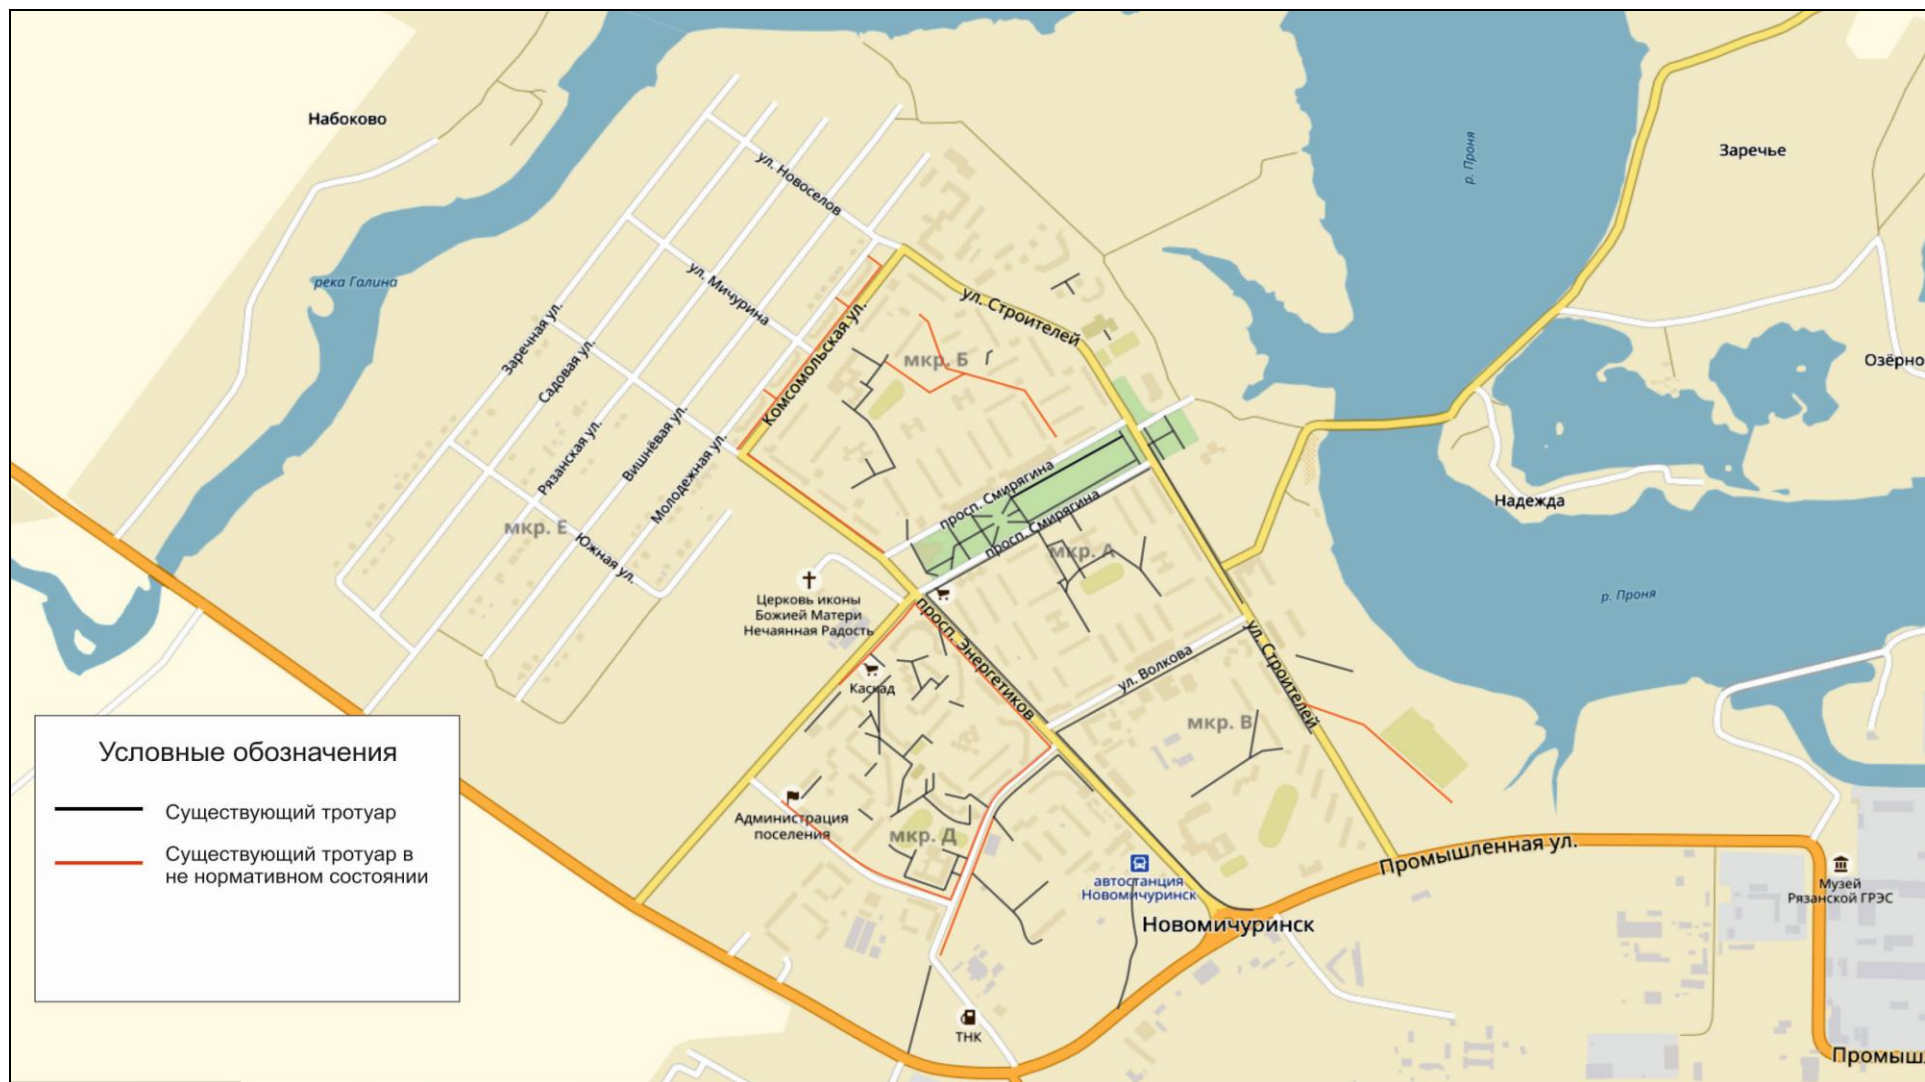 Набоково
Заречье
р. Проня
ул. Новоселов
река Галина
ул. Мичурина
ул. Строителей
Заречная ул.
Комсомольская ул.
мкр. Б
Озёрно
Садовая ул.
Рязанская ул.
Вишнёвая ул.
Молодежная ул.
просп. Смирягина
просп. Смирягина
Надежда
мкр. Е
Южная ул.
мкр. А
Церковь иконы
Божией Матери
Нечаянная Радость
р. Проня
просп. Энергетиков
ул. Строителей
ул. Волкова
Каскад
мкр. В
Условные обозначения
Существующий тротуар
Существующий тротуар в
не нормативном состоянии
Администрация
поселения
мкр. Д
Промышленная ул.
автостанция
Новомичуринск
Музей
Рязанской ГРЭС
Новомичуринск
ТНК
Промыш